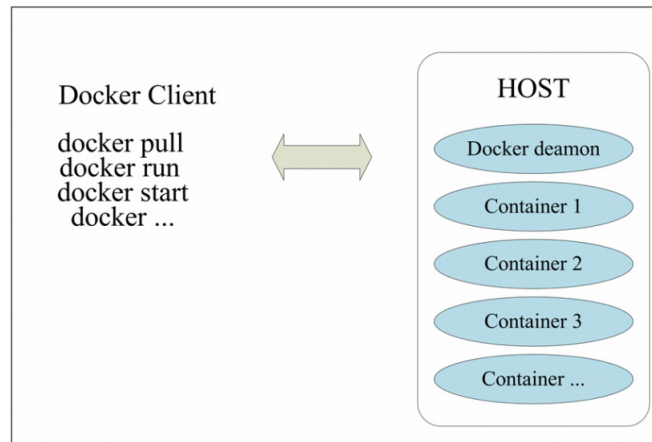 Docker Client
docker pull
docker run
docker start
docker ...
HOST
Docker deamon
Container 1
Container 2
Container 3
Container ...